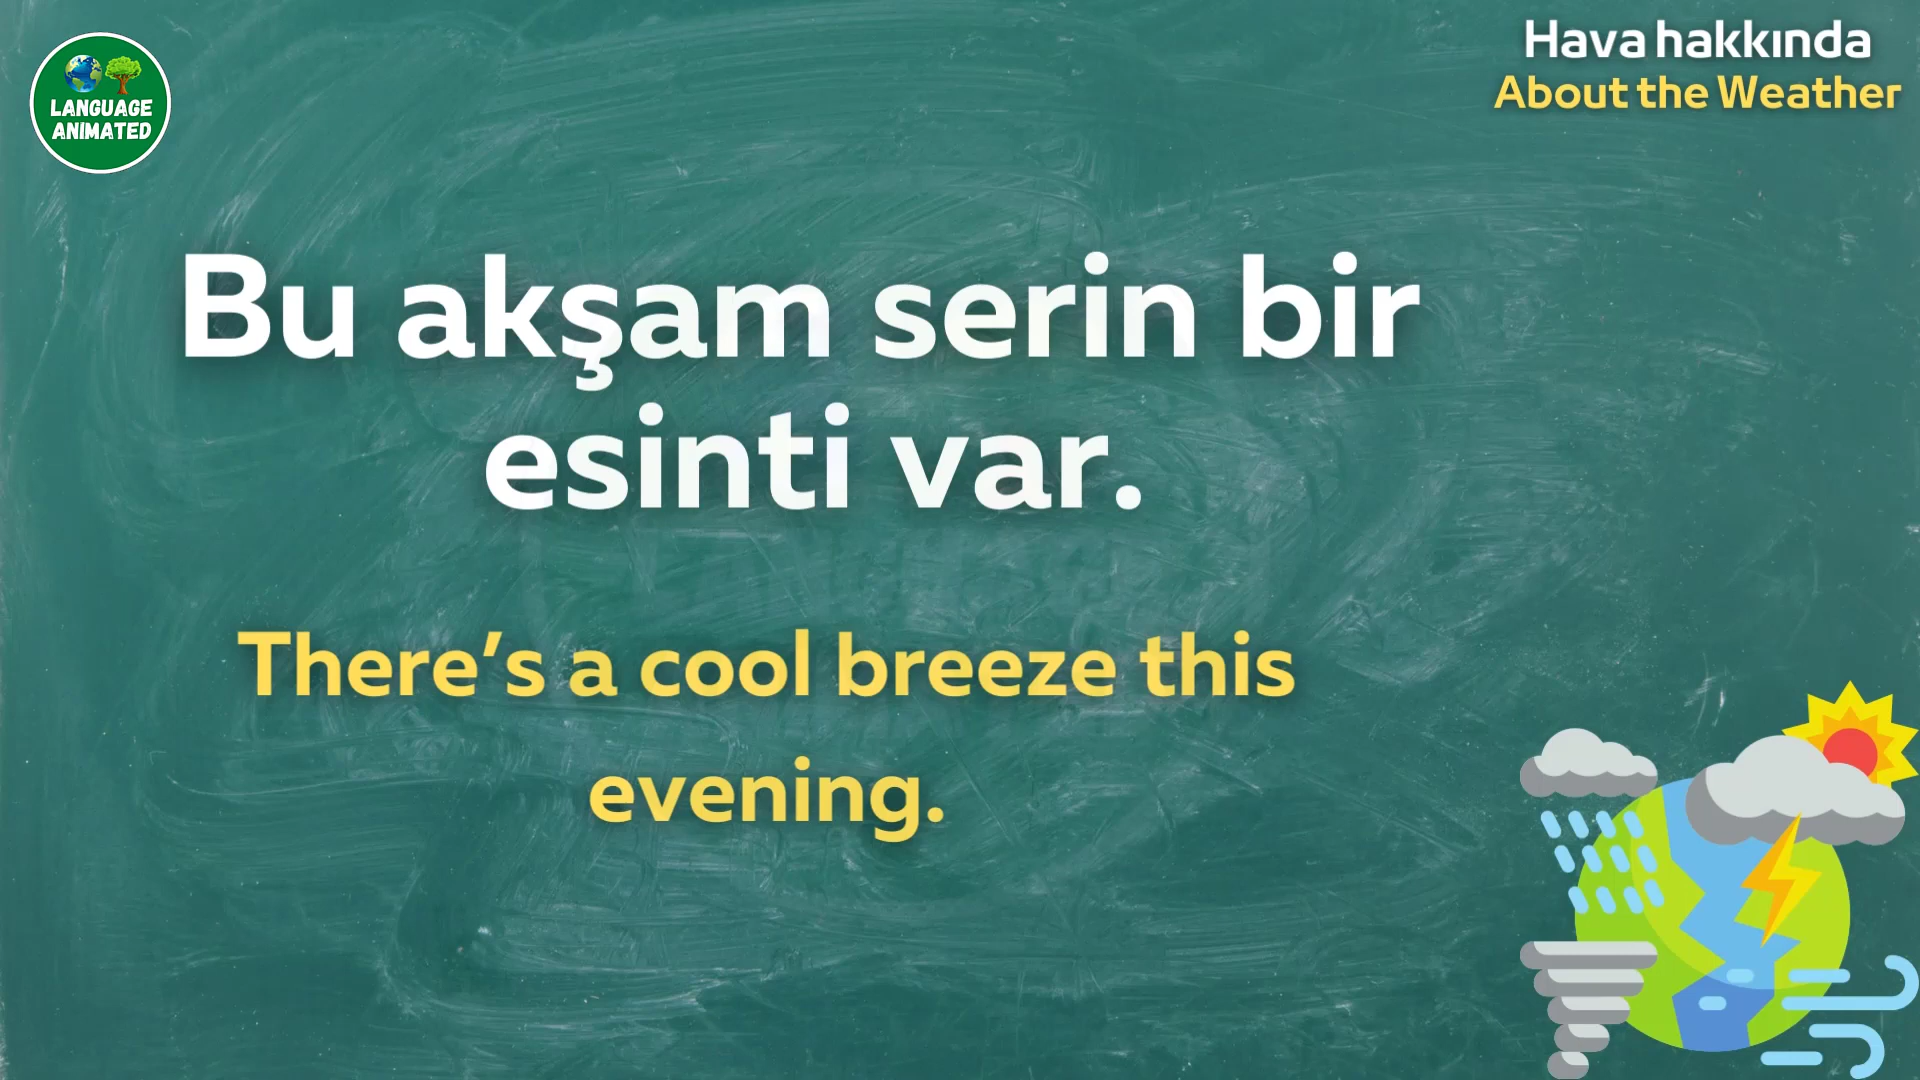 LANGUAGE
ANIMATED
Hava hakkında
About the Weather
Bu akşam serin bir
esinti var.
There’s a cool breeze this
evening.